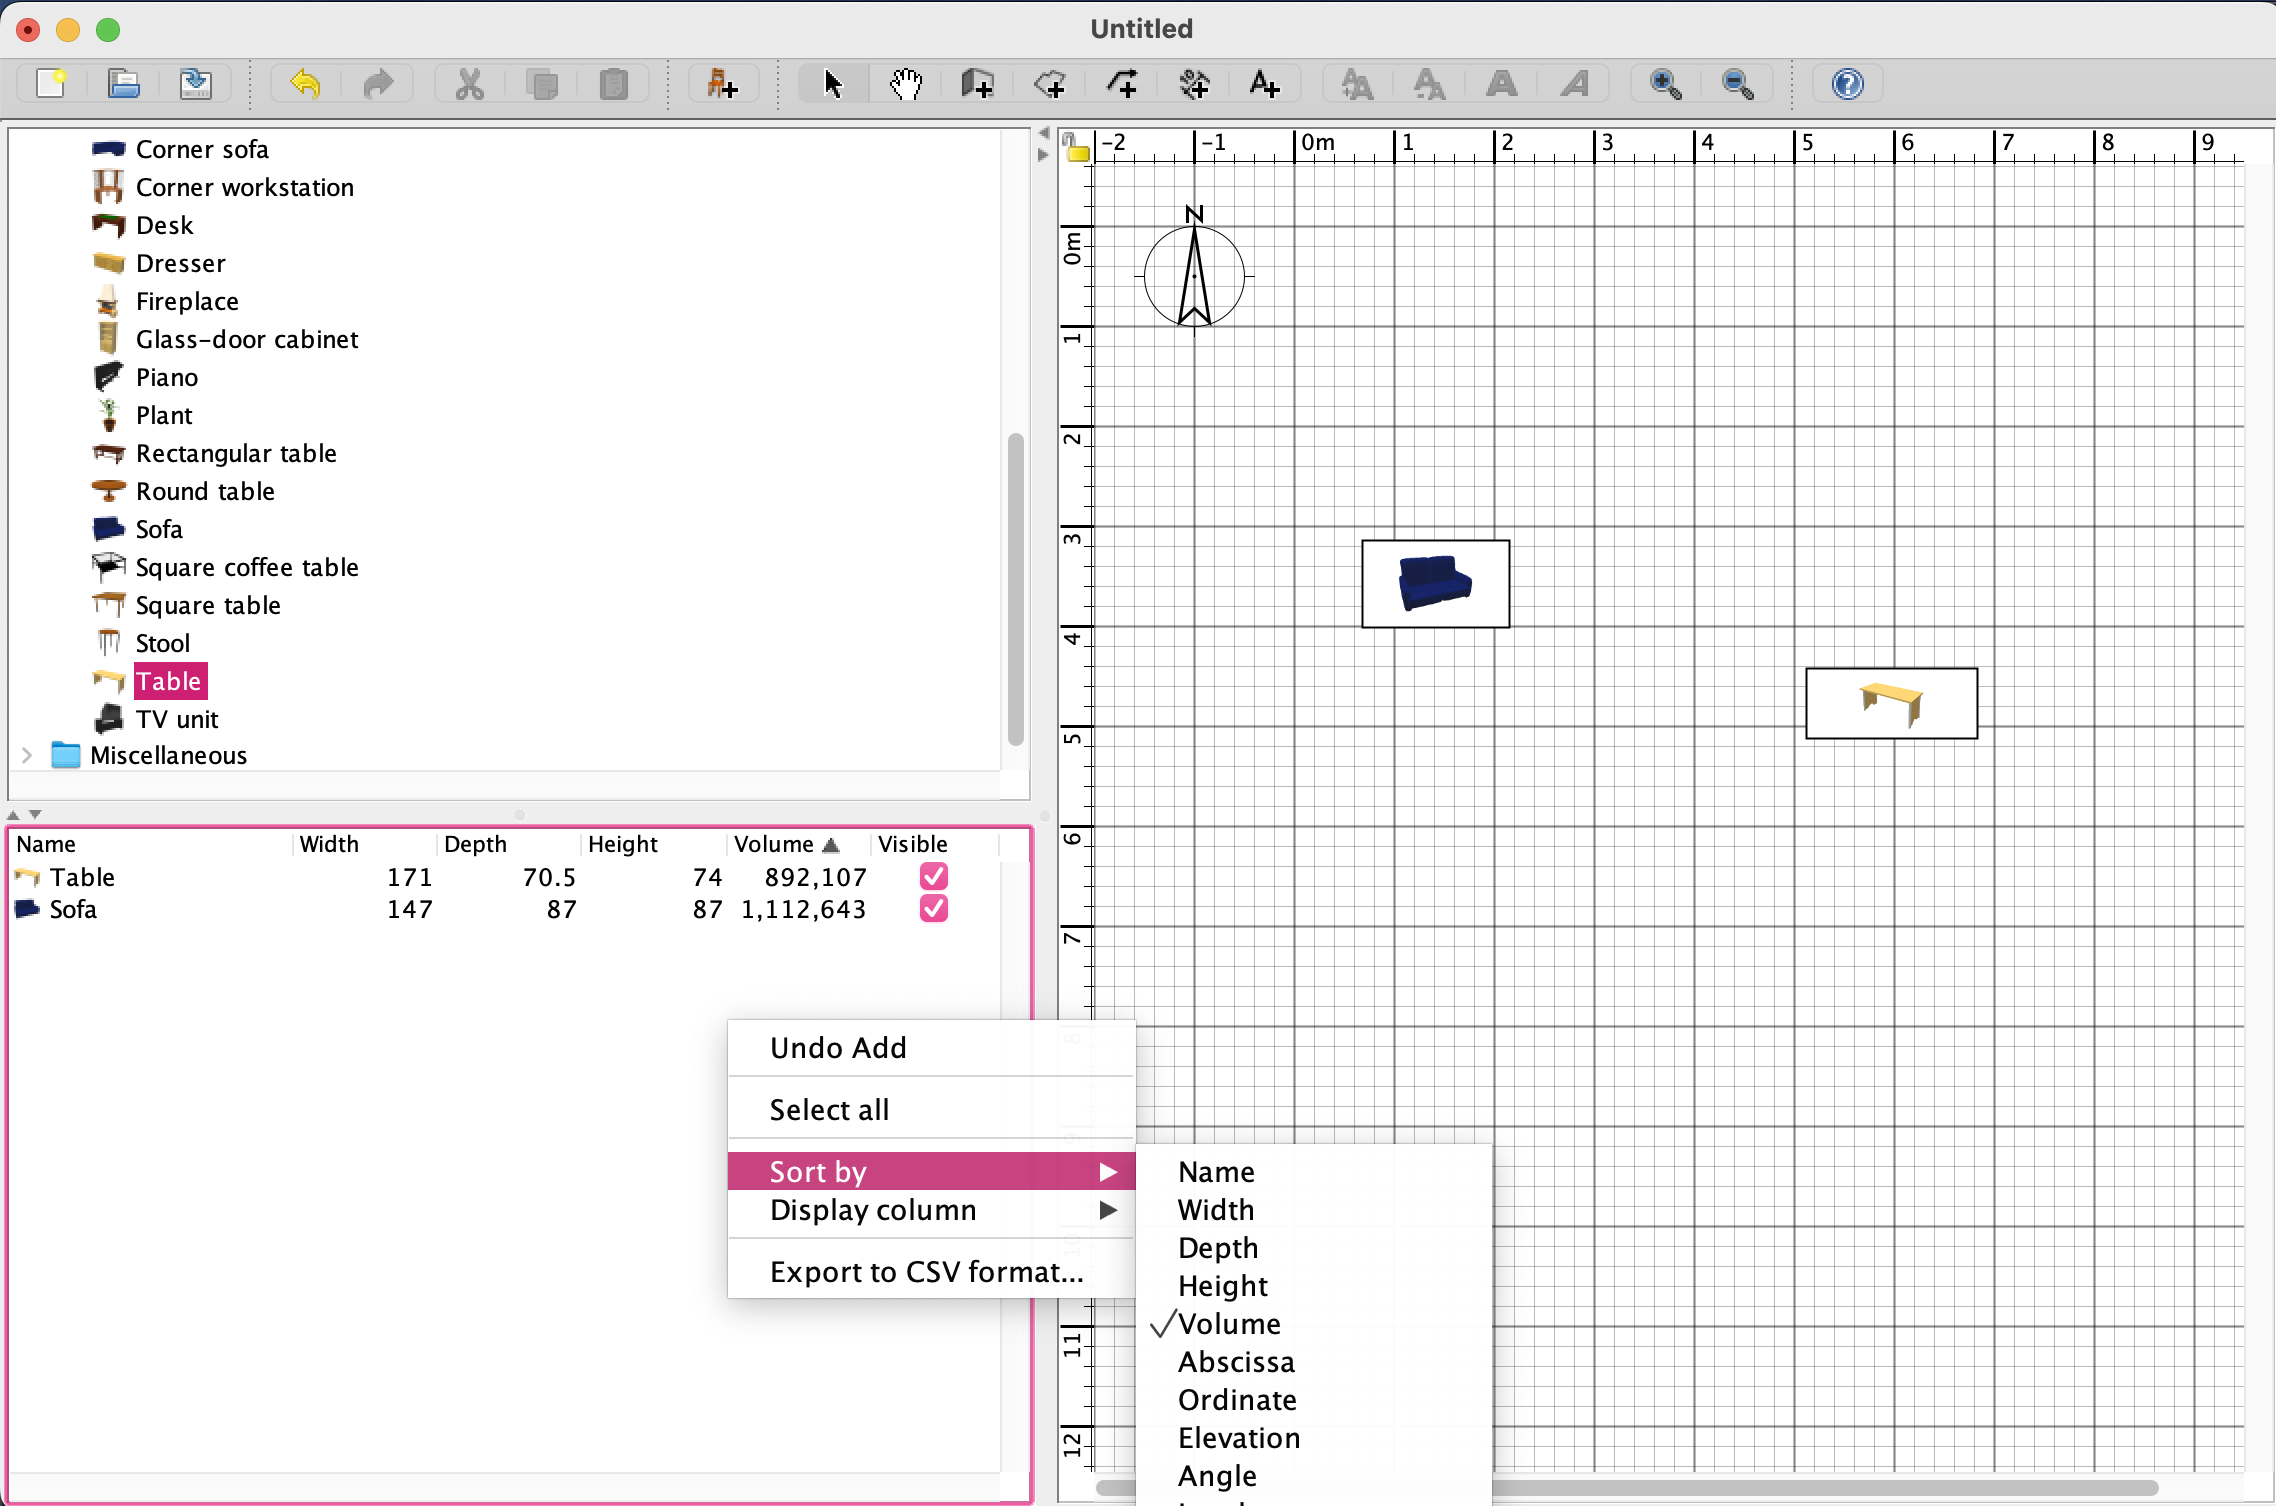 Untitled
Corner sofa
Corner workstation
Desk
Dresser
Fireplace
Glass-door cabinet
Piano
Plant
Rectangular table
Round table
Sofa
Square coffee table
Square table
Stool
Table
TV unit
Miscellaneous
Name Width Depth Height Volume Visible
Table 171 70.5 74 892,107
Sofa 147 87 87 1,112,643
-2 -1 0m 1 2 3 4 5 6 7 8 9
N
0m
1
2
3
4
5
6
7
8
9
10
11
12
Undo Add
Select all
Sort by
Display column
Export to CSV format...
Name
Width
Depth
Height
Volume
Abscissa
Ordinate
Elevation
Angle